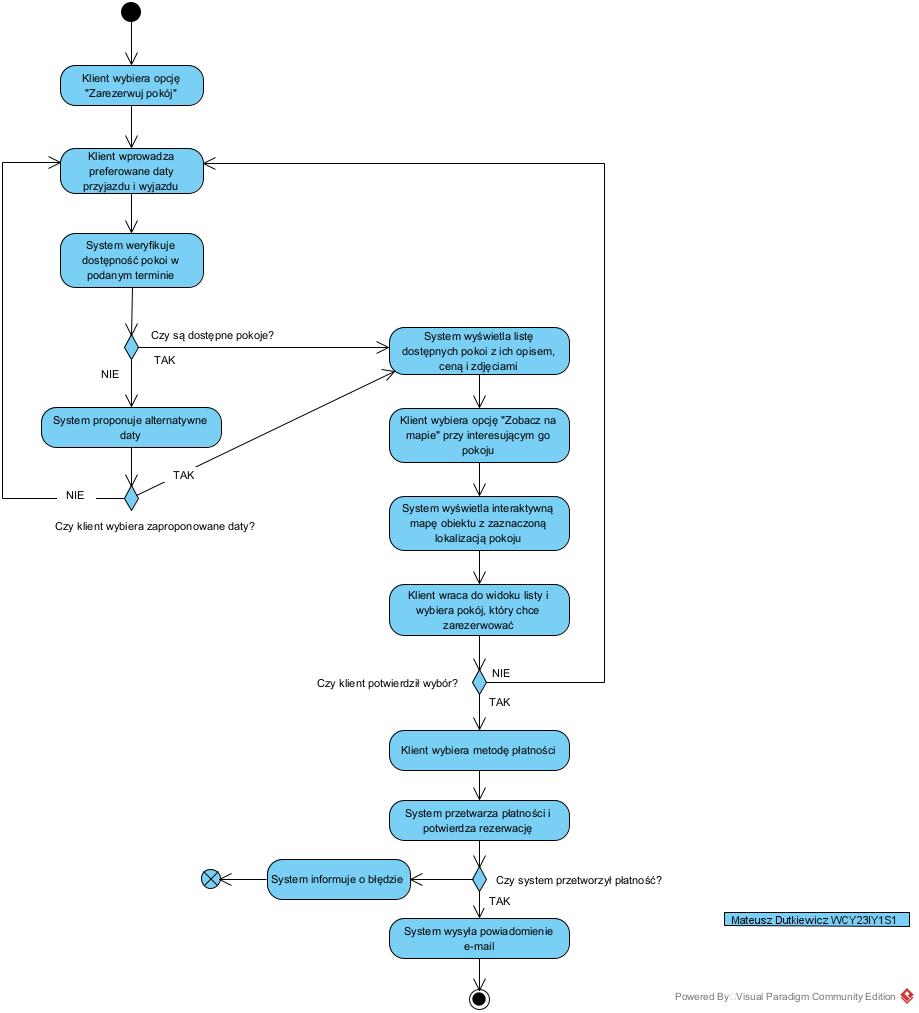 Klient wybiera opcję
"Zarezerwuj pokój"
Klient wprowadza
preferowane daty
przyjazdu i wyjazdu
System weryfikuje
dostępność pokoi w
podanym terminie
Czy są dostępne pokoje?
TAK
NIE
System wyświetla listę
dostępnych pokoi z ich opisem,
ceną i zdjęciami
System proponuje alternatywne
daty
Klient wybiera opcję "Zobacz na
mapie" przy interesującym go
pokoju
TAK
NIE
Czy klient wybiera zaproponowane daty?
System wyświetla interaktywną
mapę obiektu z zaznaczoną
lokalizacją pokoju
Klient wraca do widoku listy i
wybiera pokój, który chce
zarezerwować
NIE
Czy klient potwierdził wybór?
TAK
Klient wybiera metodę płatności
System przetwarza płatności i
potwierdza rezerwację
System informuje o błędzie
Czy system przetworzył płatność?
TAK
System wysyła powiadomienie
e-mail
Mateusz Dutkiewicz WCY23IY1S1
Powered By Visual Paradigm Community Edition